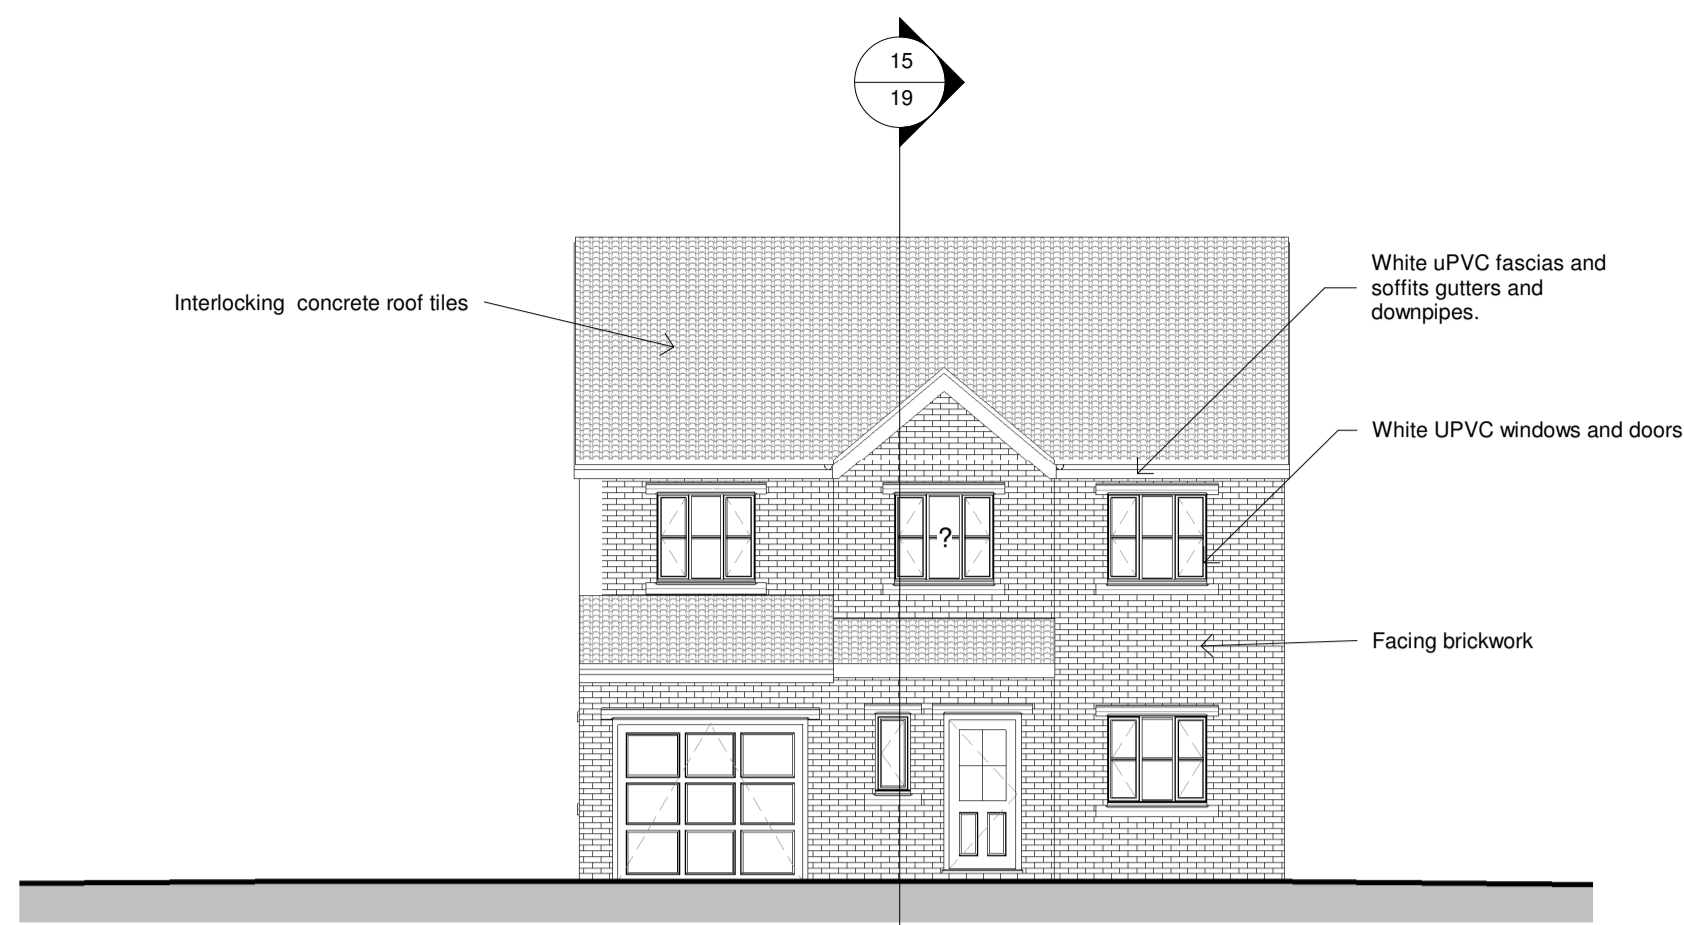 15
19
Interlocking  concrete roof tiles
White uPVC fascias and
soffits gutters and
downpipes.
White UPVC windows and doors
?
Facing brickwork